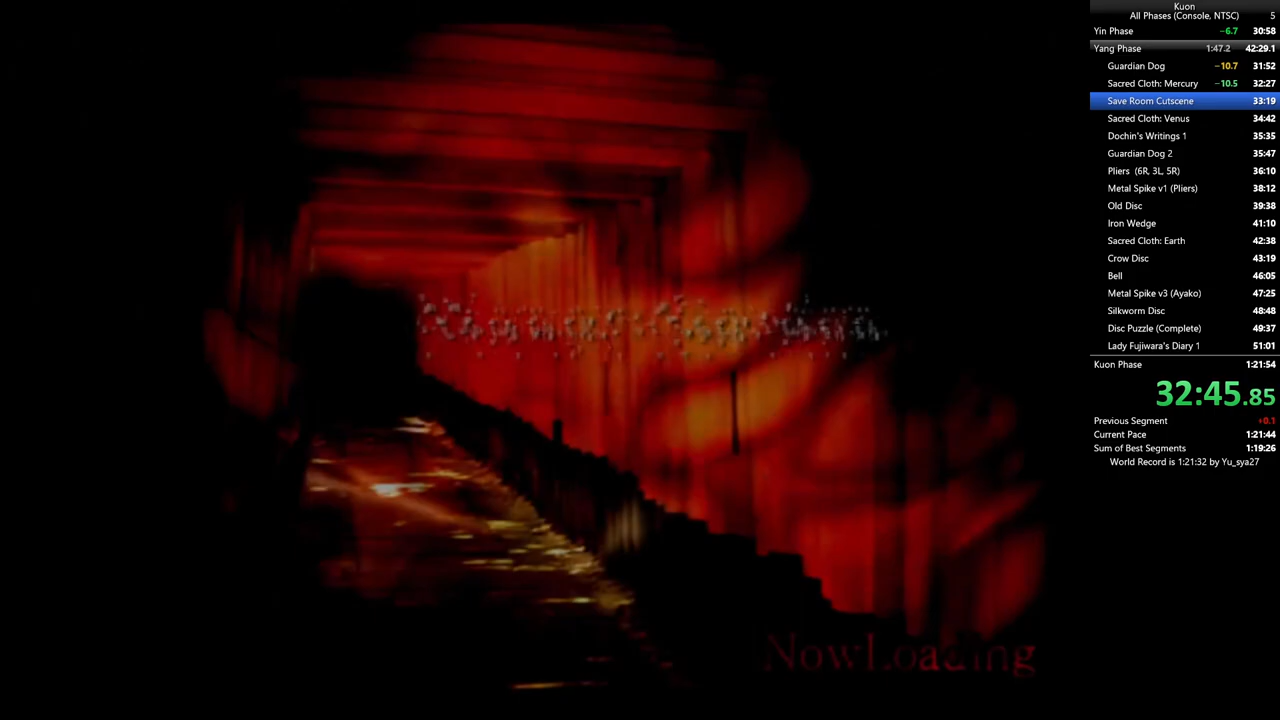 NowLoading
Kuon
All Phases (Console, NTSC) 5
Yin Phase −6.7 30:58
Yang Phase 1:47.2 42:29.1
Guardian Dog −10.7 31:52
Sacred Cloth: Mercury −10.5 32:27
Save Room Cutscene 33:19
Sacred Cloth: Venus 34:42
Dochin's Writings 1 35:35
Guardian Dog 2 35:47
Pliers (6R, 3L, 5R) 36:10
Metal Spike v1 (Pliers) 38:12
Old Disc 39:38
Iron Wedge 41:10
Sacred Cloth: Earth 42:38
Crow Disc 43:19
Bell 46:05
Metal Spike v3 (Ayako) 47:25
Silkworm Disc 48:48
Disc Puzzle (Complete) 49:37
Lady Fujiwara's Diary 1 51:01
Kuon Phase 1:21:54
32:45.85
Previous Segment +0.1
Current Pace 1:21:44
Sum of Best Segments 1:19:26
World Record is 1:21:32 by Yu_sya27